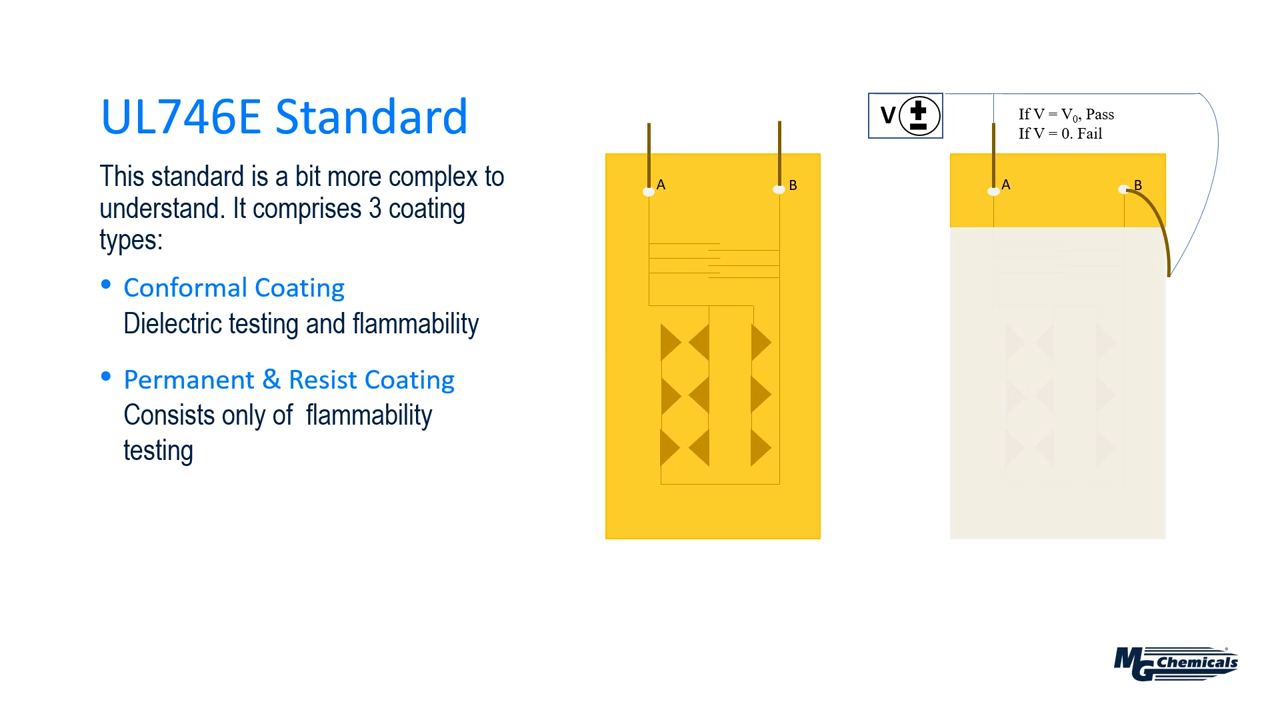 UL746E Standard
This standard is a bit more complex to
understand. It comprises 3 coating
types:
• Conformal Coating
Dielectric testing and flammability
• Permanent & Resist Coating
Consists only of flammability
testing
A
B
V
If V = V₀, Pass
If V = 0. Fail
A
B
MG Chemicals